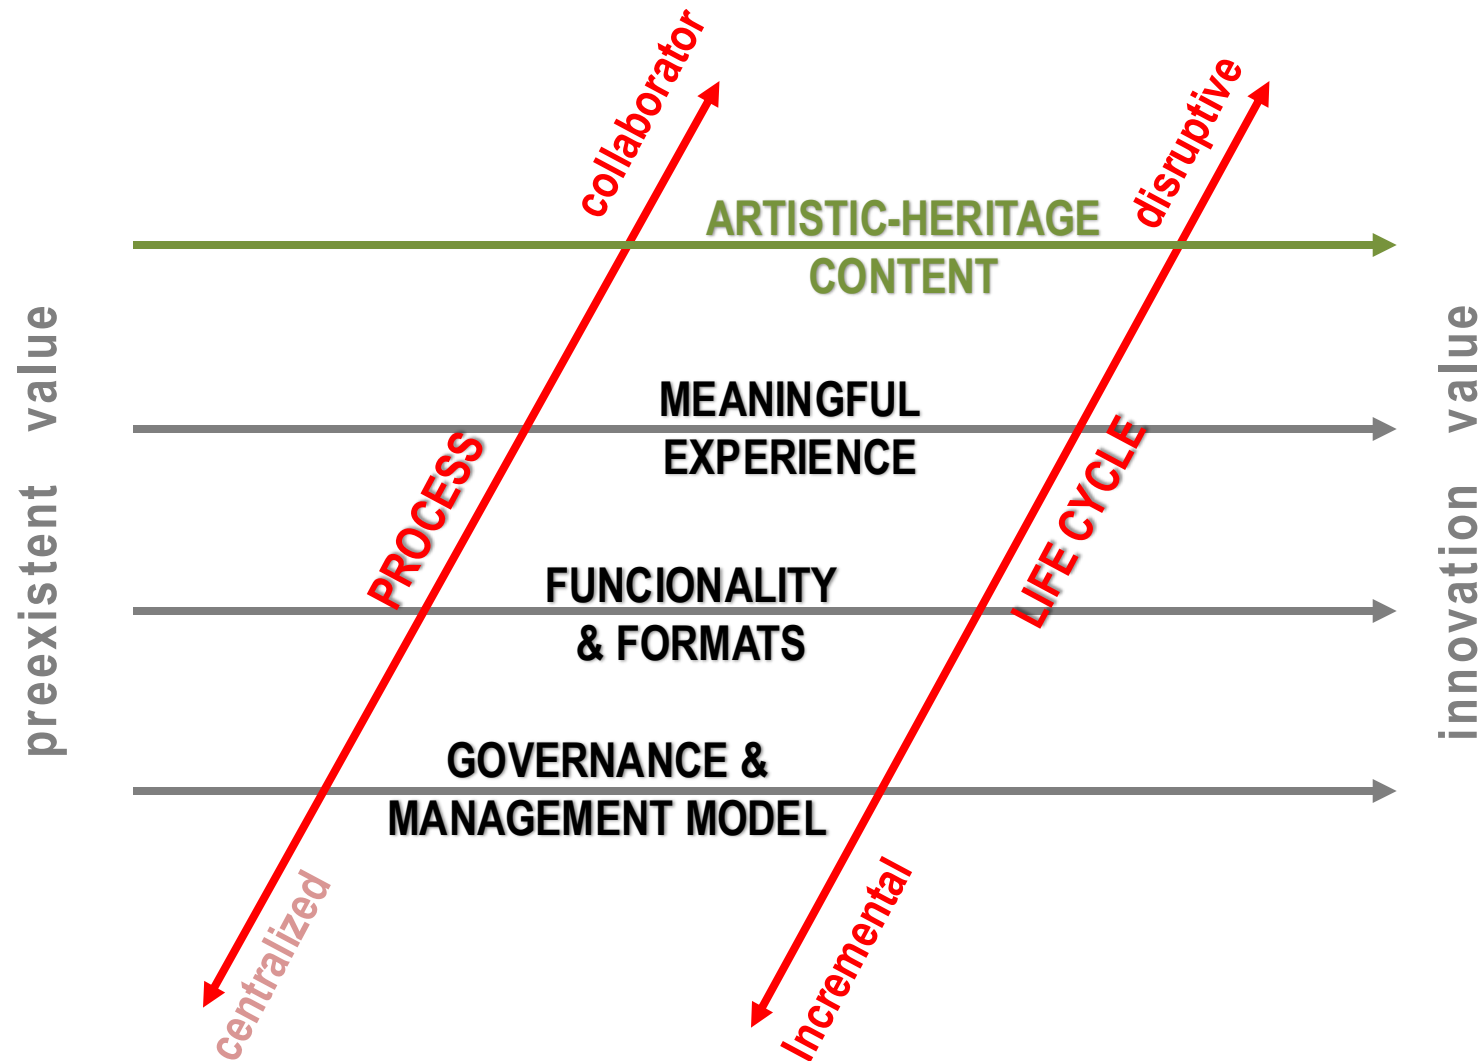 collaborator
disruptive
ARTISTIC-HERITAGE
CONTENT
preexistent value
innovation value
MEANINGFUL
EXPERIENCE
PROCESS
LIFE CYCLE
FUNCIONALITY
& FORMATS
GOVERNANCE &
MANAGEMENT MODEL
centralized
Incremental